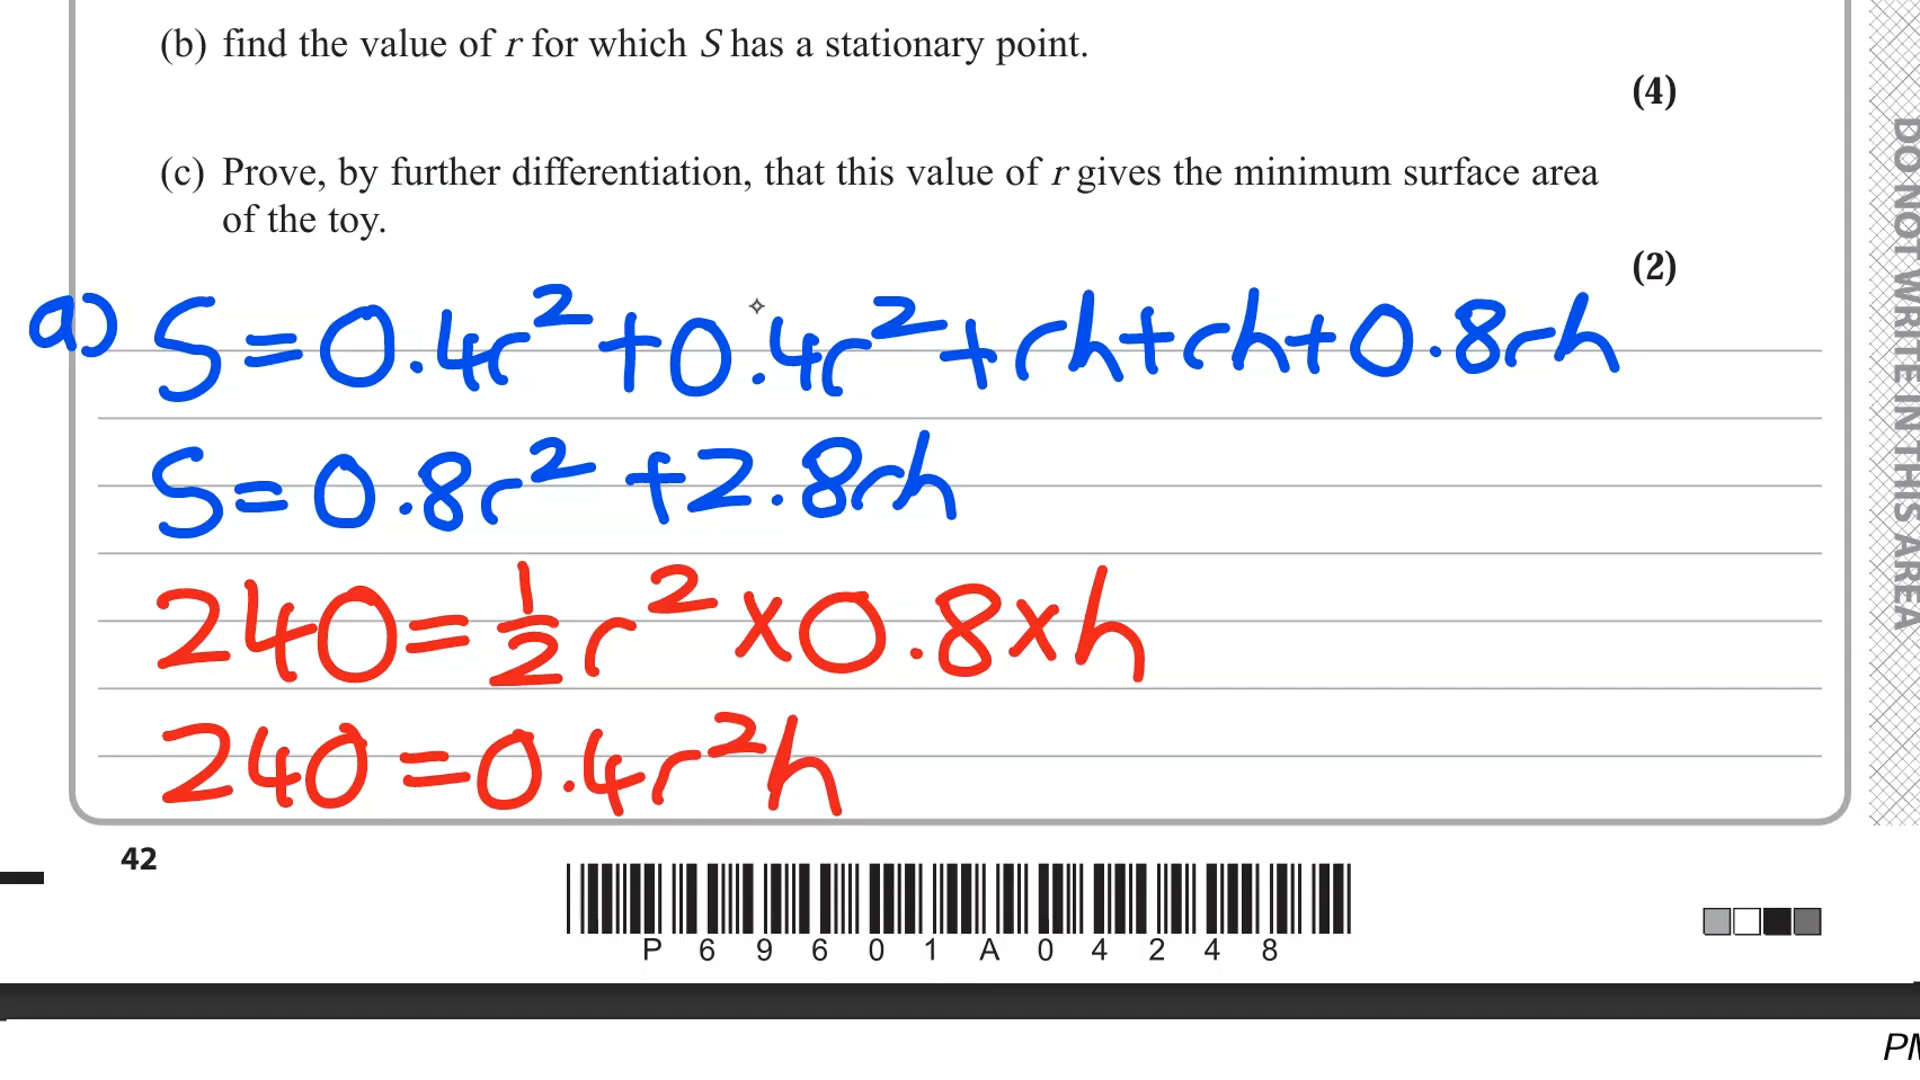 (b) find the value of r for which S has a stationary point.
(4)
(c) Prove, by further differentiation, that this value of r gives the minimum surface area
of the toy.
(2)
a) S = 0.4r² + 0.4r² + rh + rh + 0.8rh
S = 0.8r² + 2.8rh
240 = ½r² × 0.8 × h
240 = 0.4r²h
DO NOT WRITE IN THIS AREA
42
P 6 9 6 0 1 A 0 4 2 4 8